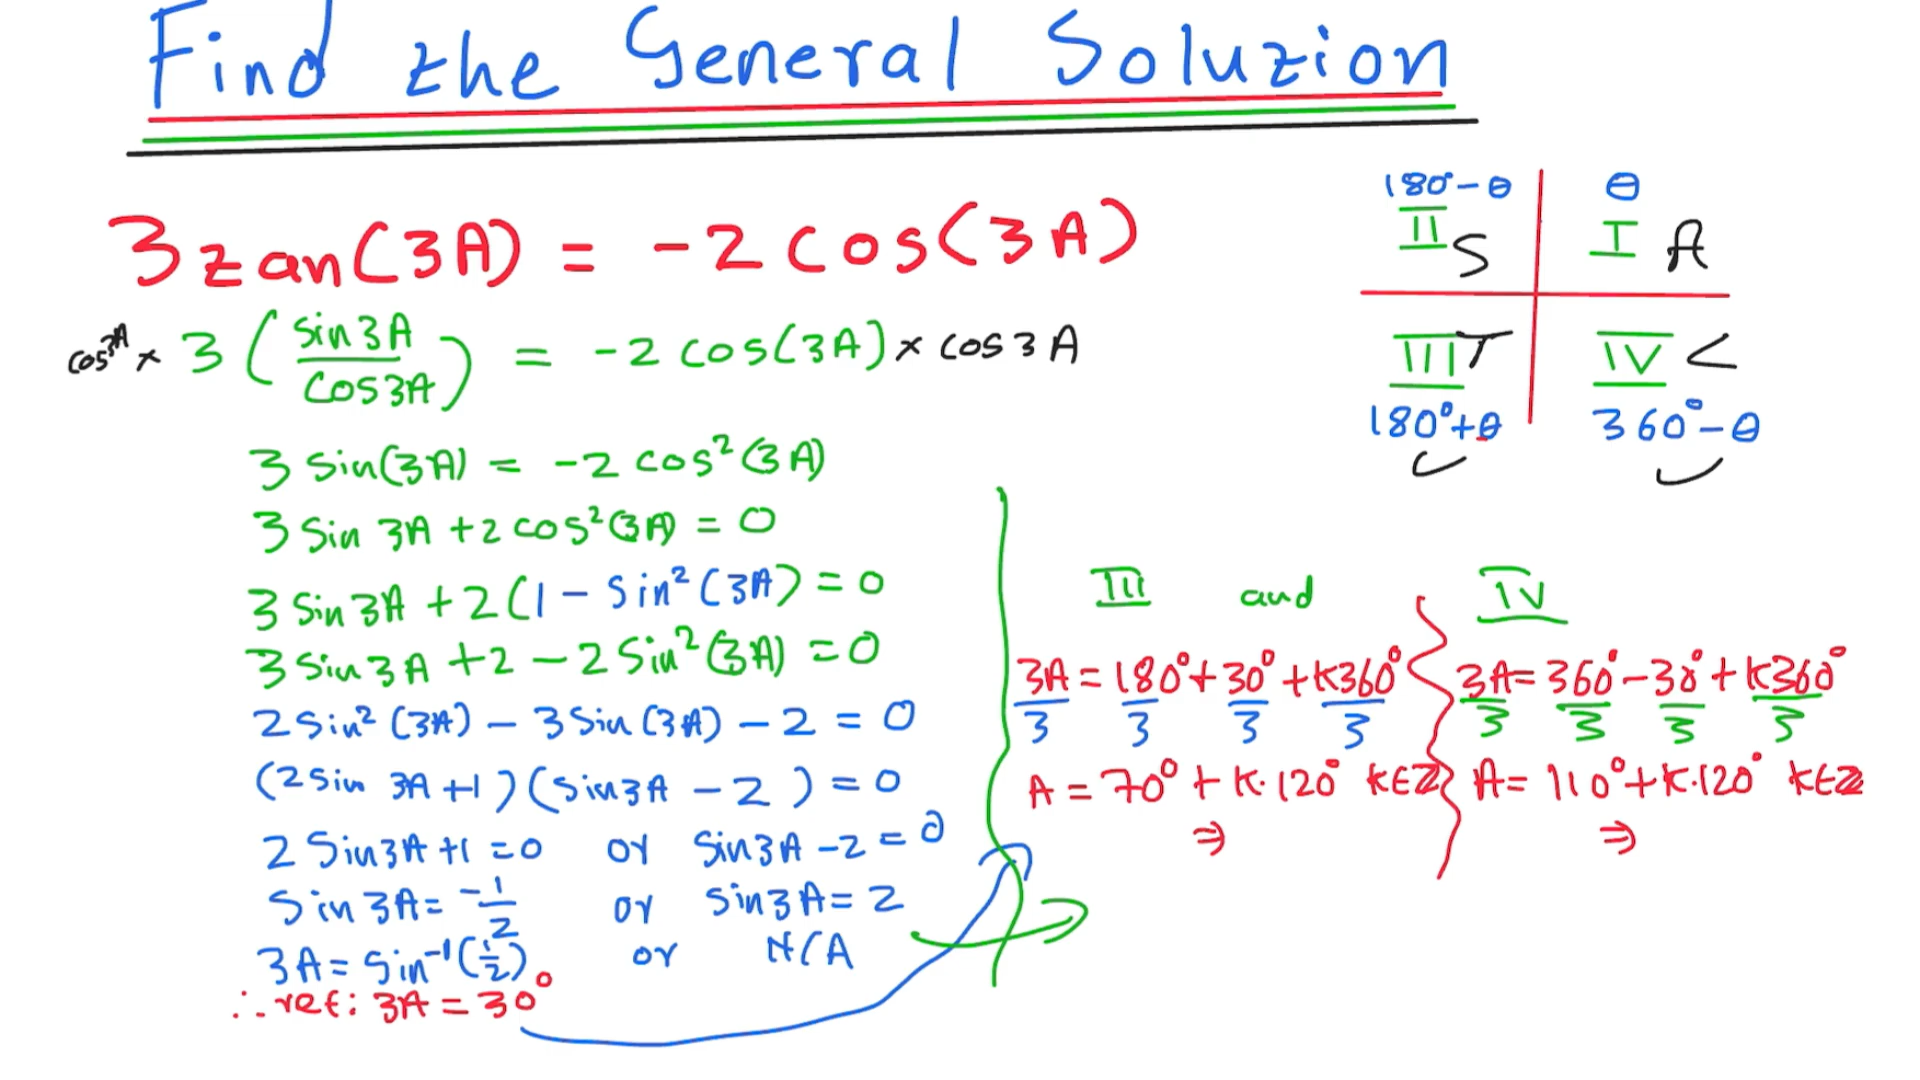 Find the General Soluzion
3 zan(3A) = -2 cos(3A)
cos3A × 3 (sin3A/cos3A) = -2 cos(3A) × cos3A
3 Sin(3A) = -2 cos²(3A)
3 Sin 3A + 2 cos²(3A) = 0
3 Sin 3A + 2(1 - Sin²(3A) = 0
3 Sin 3A + 2 - 2 Sin²(3A) = 0
2 Sin²(3A) - 3 Sin(3A) - 2 = 0
(2 Sin 3A + 1)(Sin 3A - 2) = 0
2 Sin 3A + 1 = 0 or Sin 3A - 2 = 0
Sin 3A = -1/2 or Sin 3A = 2
3A = Sin⁻¹(1/2) or N/A
∴ ref: 3A = 30°
180° - θ θ
II S I A
III T IV C
180° + θ 360° - θ
✓ ✓
III and IV
3A/3 = 180°/3 + 30°/3 + K360°/3
A = 70° + K·120° K∈Z
⇒
3A/3 = 360°/3 - 30°/3 + K360°/3
A = 110° + K·120° K∈Z
⇒